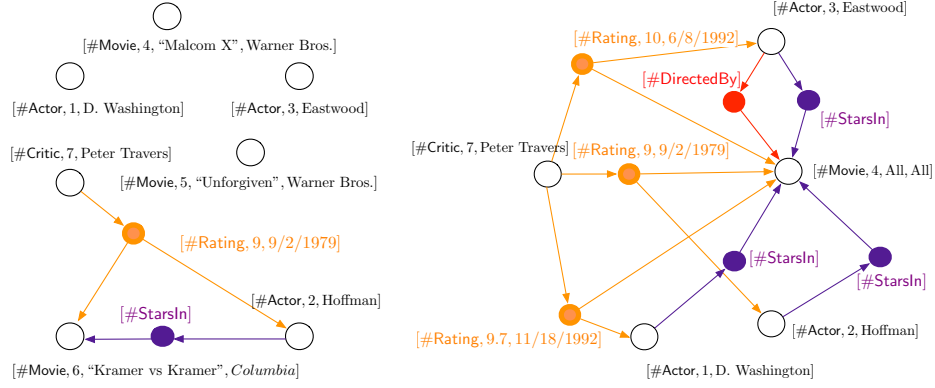 [#Movie, 4, “Malcom X”, Warner Bros.]
[#Actor, 1, D. Washington]
[#Actor, 3, Eastwood]
[#Critic, 7, Peter Travers]
[#Movie, 5, “Unforgiven”, Warner Bros.]
[#Rating, 9, 9/2/1979]
[#Actor, 2, Hoffman]
[#StarsIn]
[#Movie, 6, “Kramer vs Kramer”, Columbia]
[#Actor, 3, Eastwood]
[#Rating, 10, 6/8/1992]
[#DirectedBy]
[#StarsIn]
[#Critic, 7, Peter Travers]
[#Rating, 9, 9/2/1979]
[#Movie, 4, All, All]
[#StarsIn]
[#StarsIn]
[#Rating, 9.7, 11/18/1992]
[#Actor, 2, Hoffman]
[#Actor, 1, D. Washington]